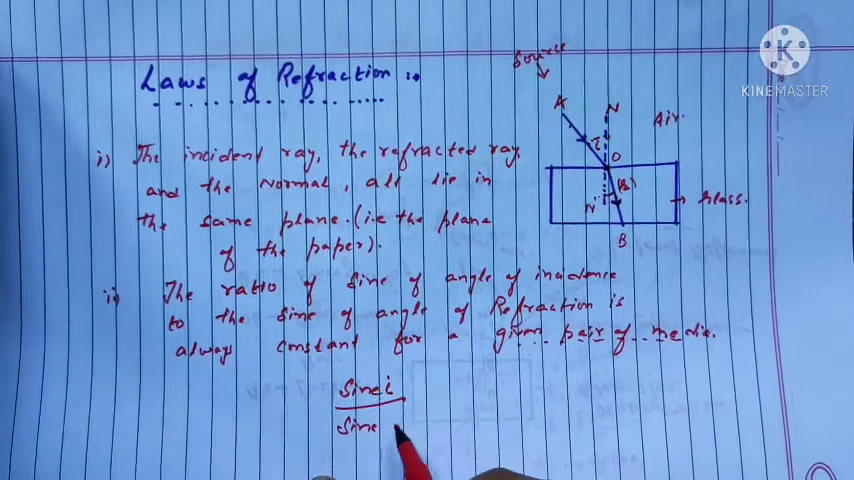 Laws of Refraction :.
i) The incident ray, the refracted ray
and the Normal, all lie in
the same plane. (i.e the plane
of the paper).
ii) The ratio of sine of angle of incidence
to the sine of angle of Refraction is
always constant for a given pair of media.
Sine i
Sine
Source
A
N
Air.
i
O
(r)
N'
Glass.
B
K
KINEMASTER